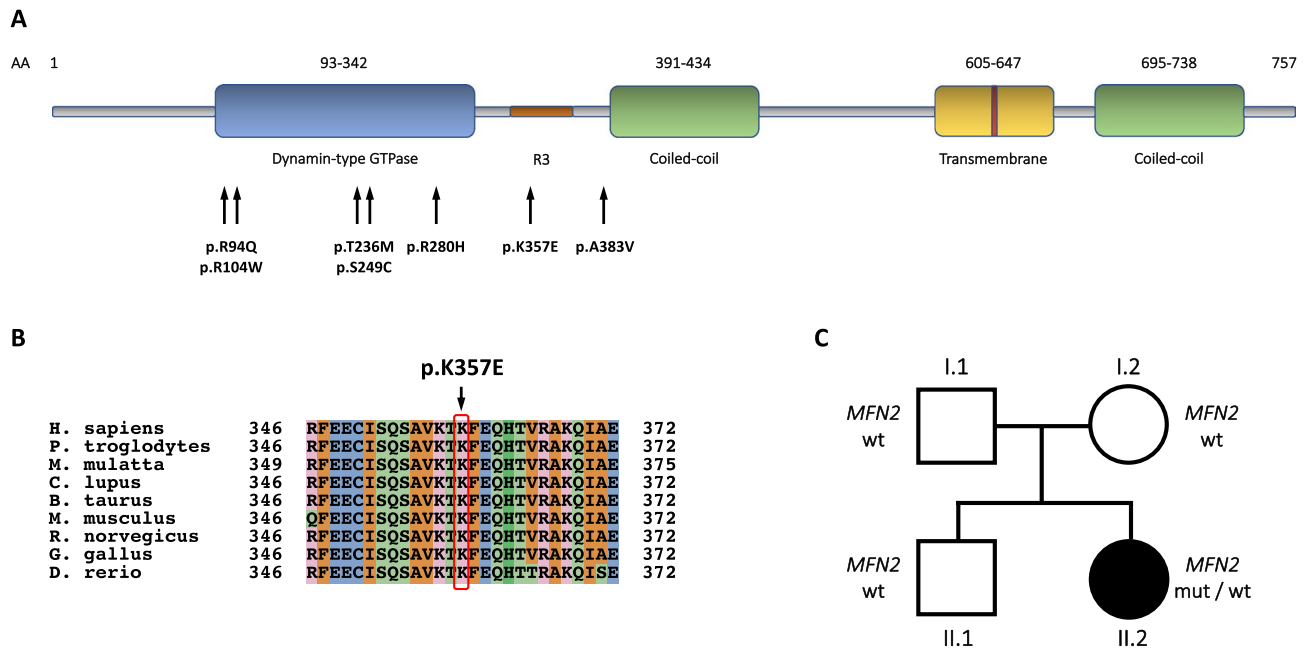 A
AA 1 93-342 391-434 605-647 695-738 757
Dynamin-type GTPase R3 Coiled-coil Transmembrane Coiled-coil
p.R94Q p.T236M p.R280H p.K357E p.A383V
p.R104W p.S249C
B
p.K357E
H. sapiens 346 RFEECISQSAVKTKFEQHTVRAKQIAE 372
P. troglodytes 346 RFEECISQSAVKTKFEQHTVRAKQIAE 372
M. mulatta 349 RFEECISQSAVKTKFEQHTVRAKQIAE 375
C. lupus 346 RFEECISQSAVKTKFEQHTVRAKQIAE 372
B. taurus 346 RFEECISQSAVKTKFEQHTVRAKQIAE 372
M. musculus 346 QFEECISQSAVKTKFEQHTVRAKQIAE 372
R. norvegicus 346 RFEECISQSAVKTKFEQHTVRAKQIAE 372
G. gallus 346 RFEECISQSAVKTKFEQHTVRAKQIAE 372
D. rerio 346 RFEECISQSAVKTKFEQHTTRAKQISE 372
C
I.1 I.2
MFN2 MFN2
wt wt
MFN2 MFN2
wt mut / wt
II.1 II.2